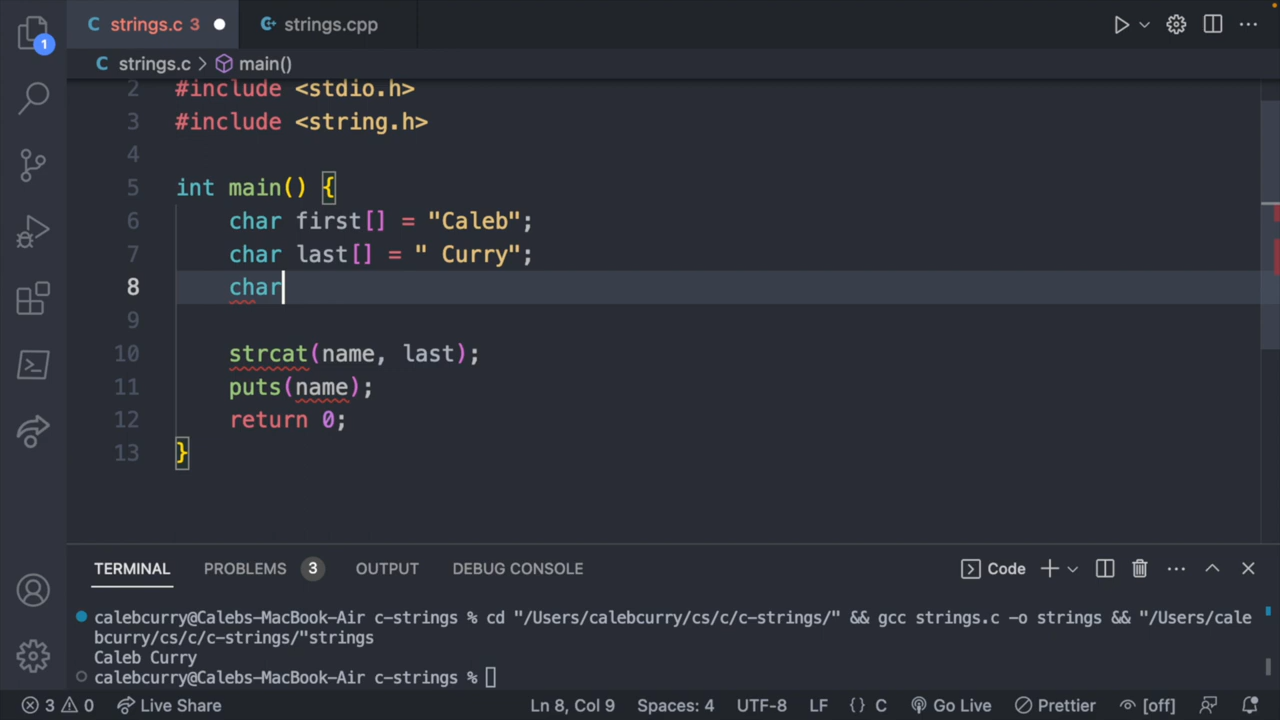 C strings.c 3 strings.cpp
1
C strings.c > main()
2 #include <stdio.h>
3 #include <string.h>
4
5 int main() {
6 char first[] = "Caleb";
7 char last[] = " Curry";
8 char
9
10 strcat(name, last);
11 puts(name);
12 return 0;
13 }
TERMINAL PROBLEMS 3 OUTPUT DEBUG CONSOLE Code
calebcurry@Calebs-MacBook-Air c-strings % cd "/Users/calebcurry/cs/c/c-strings/" && gcc strings.c -o strings && "/Users/cale
bcurry/cs/c/c-strings/"strings
Caleb Curry
calebcurry@Calebs-MacBook-Air c-strings %
3 0 Live Share Ln 8, Col 9 Spaces: 4 UTF-8 LF {} C Go Live Prettier [off]